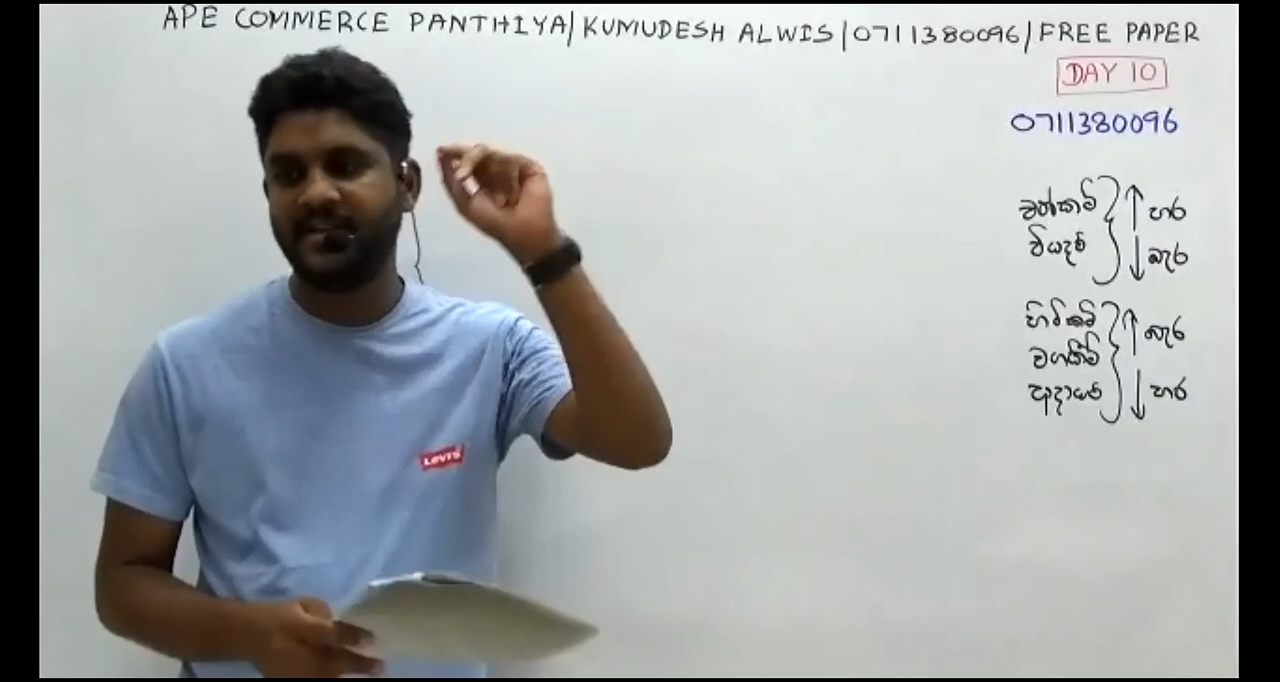 APE COMMERCE PANTHIYA/KUMUDESH ALWIS/0711380096/FREE PAPER
DAY 10
0711380096
වත්කම් ↑ හර
වියදම් ↓ බැර
හිමිකම් ↑ බැර
වගකීම්
ආදායම් ↓ හර
Levi's